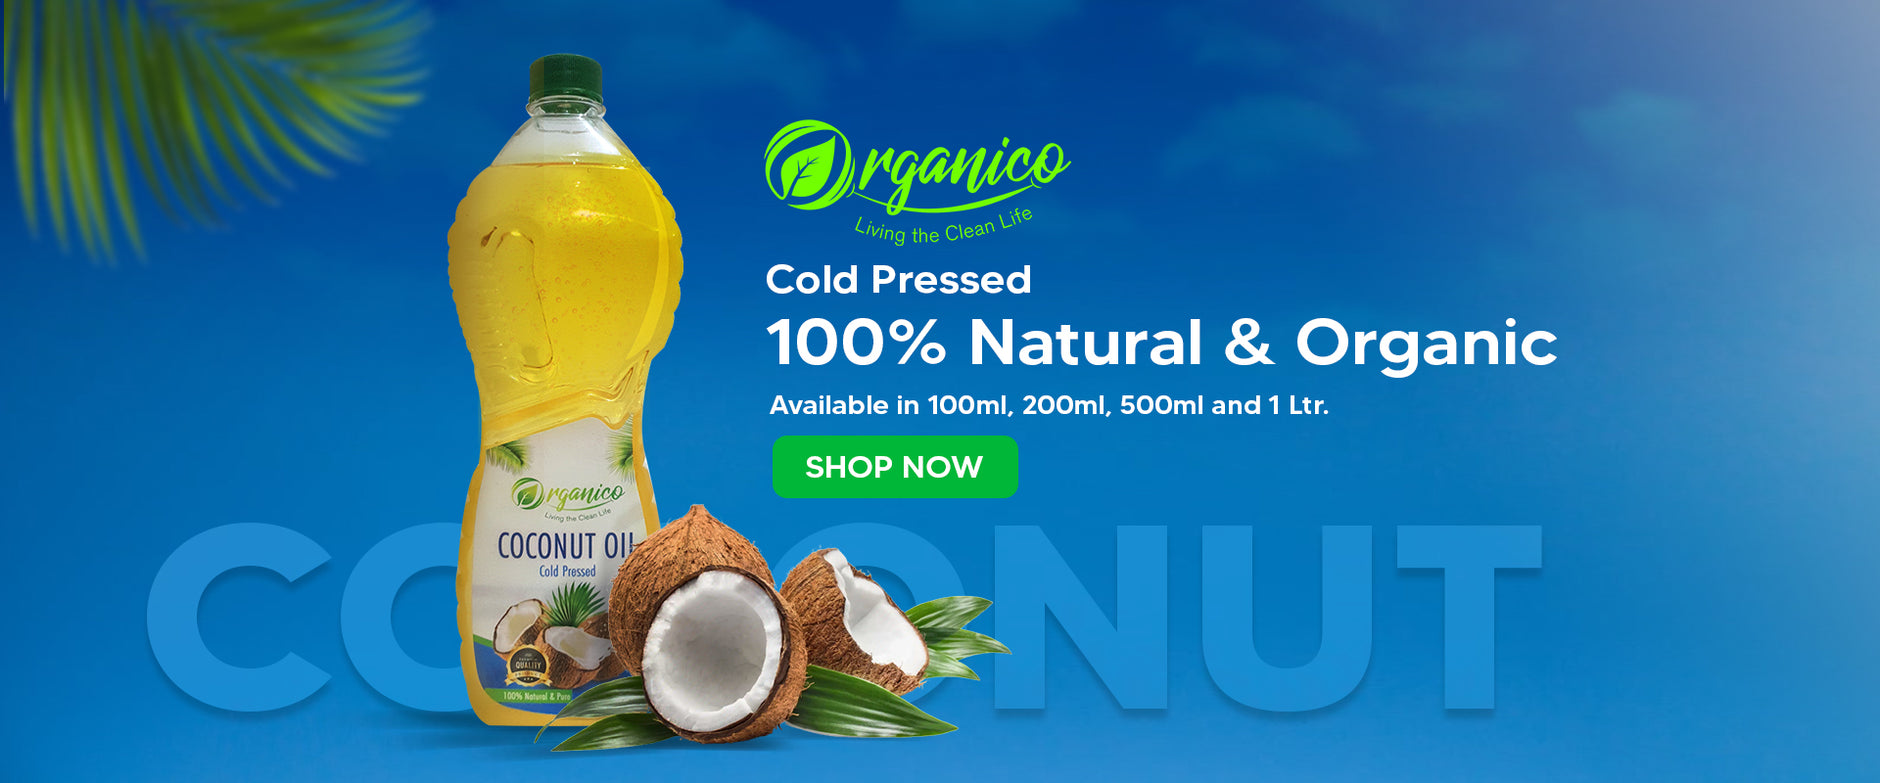 Organico
Living the Clean Life
Cold Pressed
100% Natural & Organic
Available in 100ml, 200ml, 500ml and 1 Ltr.
SHOP NOW
COCONUT
Organico
Living the Clean Life
COCONUT OIL
Cold Pressed
QUALITY
100% Natural & Pure